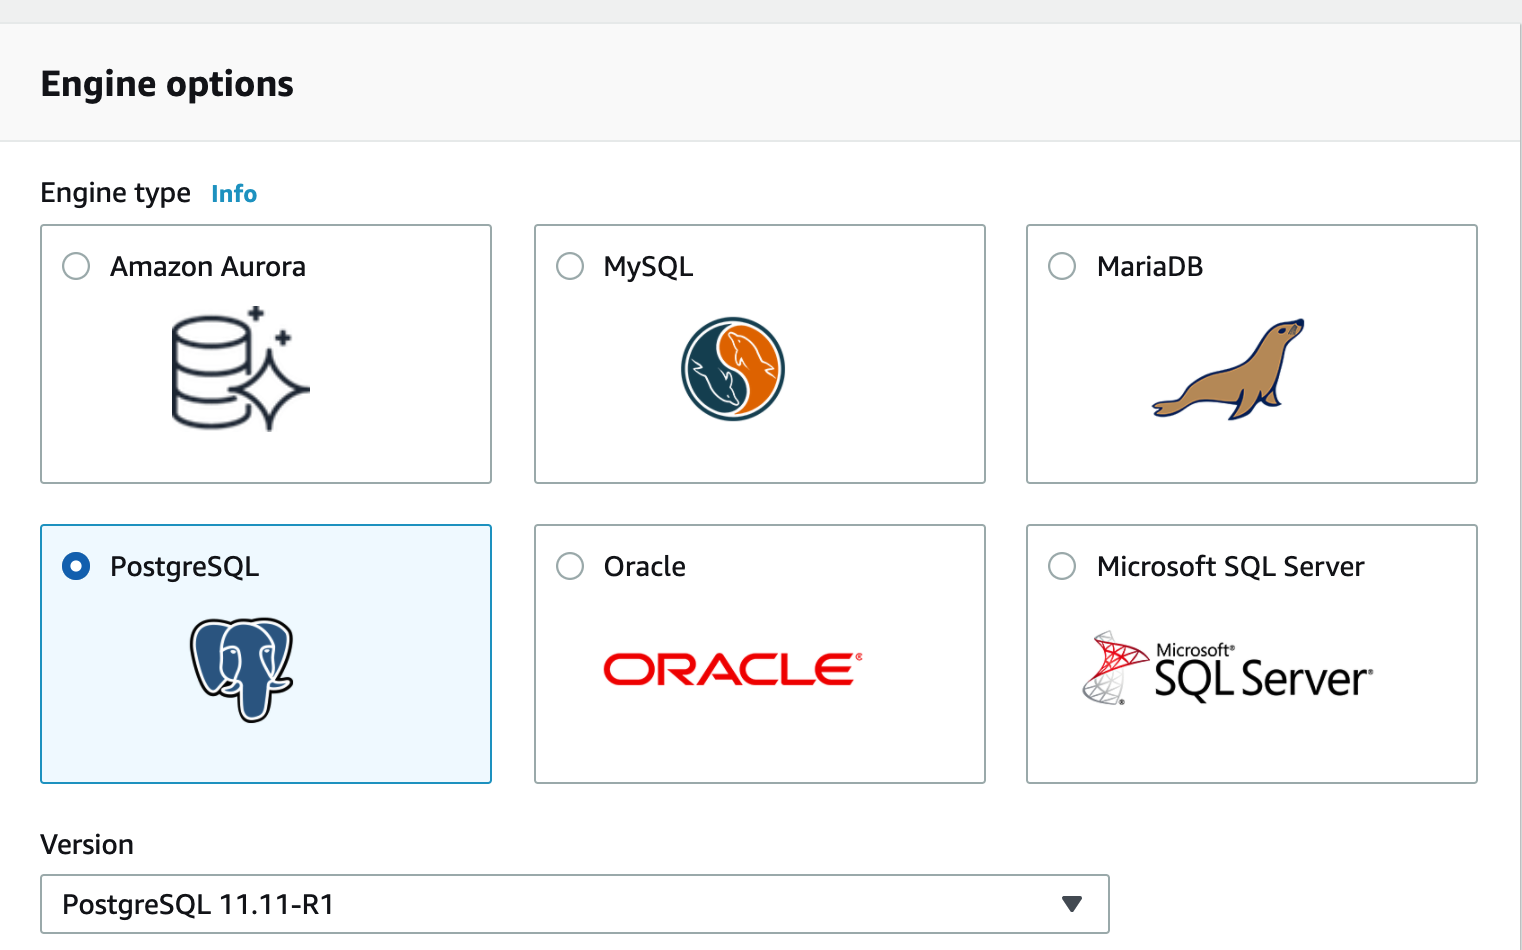 Engine options
Engine type Info
Amazon Aurora
MySQL
MariaDB
PostgreSQL
Oracle
Microsoft SQL Server
ORACLE
Microsoft®
SQL Server®
Version
PostgreSQL 11.11-R1